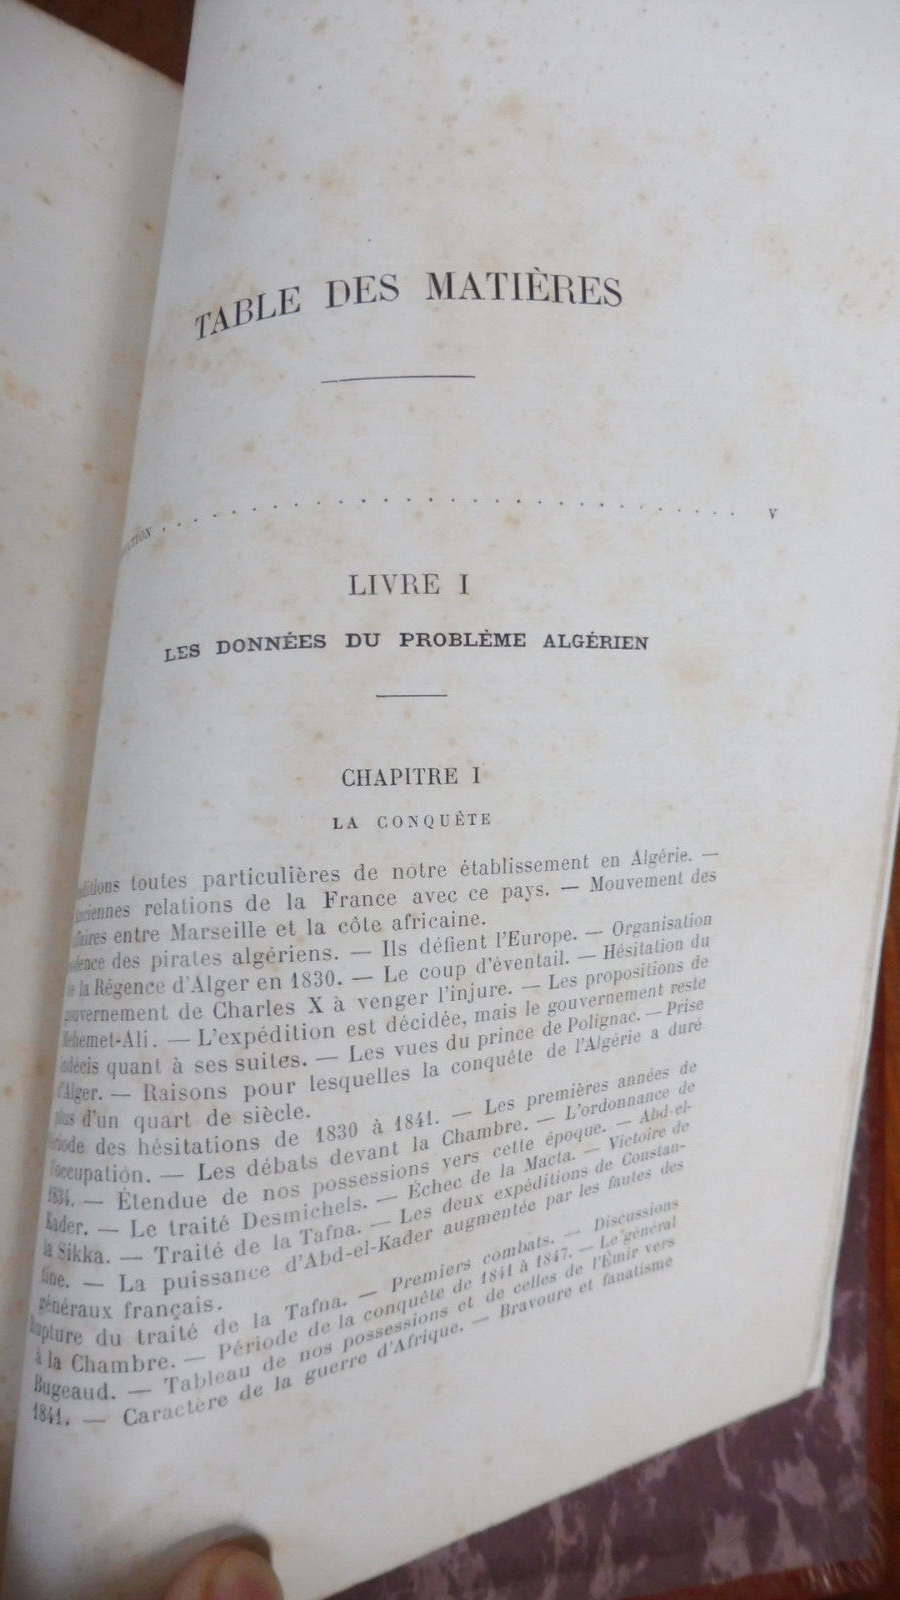 TABLE DES MATIÈRES
. . . . . . . . . . . . . . . . . . . . . . . . . v
LIVRE I
LES DONNÉES DU PROBLÈME ALGÉRIEN
CHAPITRE I
LA CONQUÊTE
toutes particulières de notre établissement en Algérie. —
anciennes relations de la France avec ce pays. — Mouvement des
affaires entre Marseille et la côte africaine.
des pirates algériens. — Ils défient l'Europe. — Organisation
de la Régence d'Alger en 1830. — Le coup d'éventail. — Hésitation du
gouvernement de Charles X à venger l'injure. — Les propositions de
Mehemet-Ali. — L'expédition est décidée, mais le gouvernement reste
indécis quant à ses suites. — Les vues du prince de Polignac. — Prise
d'Alger. — Raisons pour lesquelles la conquête de l'Algérie a duré
plus d'un quart de siècle.
Période des hésitations de 1830 à 1841. — Les premières années de
l'occupation. — Les débats devant la Chambre. — L'ordonnance de
1834. — Étendue de nos possessions vers cette époque. — Abd-el-
Kader. — Le traité Desmichels. — Échec de la Macta. — Victoire de
la Sikka. — Traité de la Tafna. — Les deux expéditions de Constan-
tine. — La puissance d'Abd-el-Kader augmentée par les fautes des
généraux français.
Rupture du traité de la Tafna. — Premiers combats. — Discussions
à la Chambre. — Période de la conquête de 1841 à 1847. — Le général
Bugeaud. — Tableau de nos possessions et de celles de l'Émir vers
1841. — Caractère de la guerre d'Afrique. — Bravoure et fanatisme